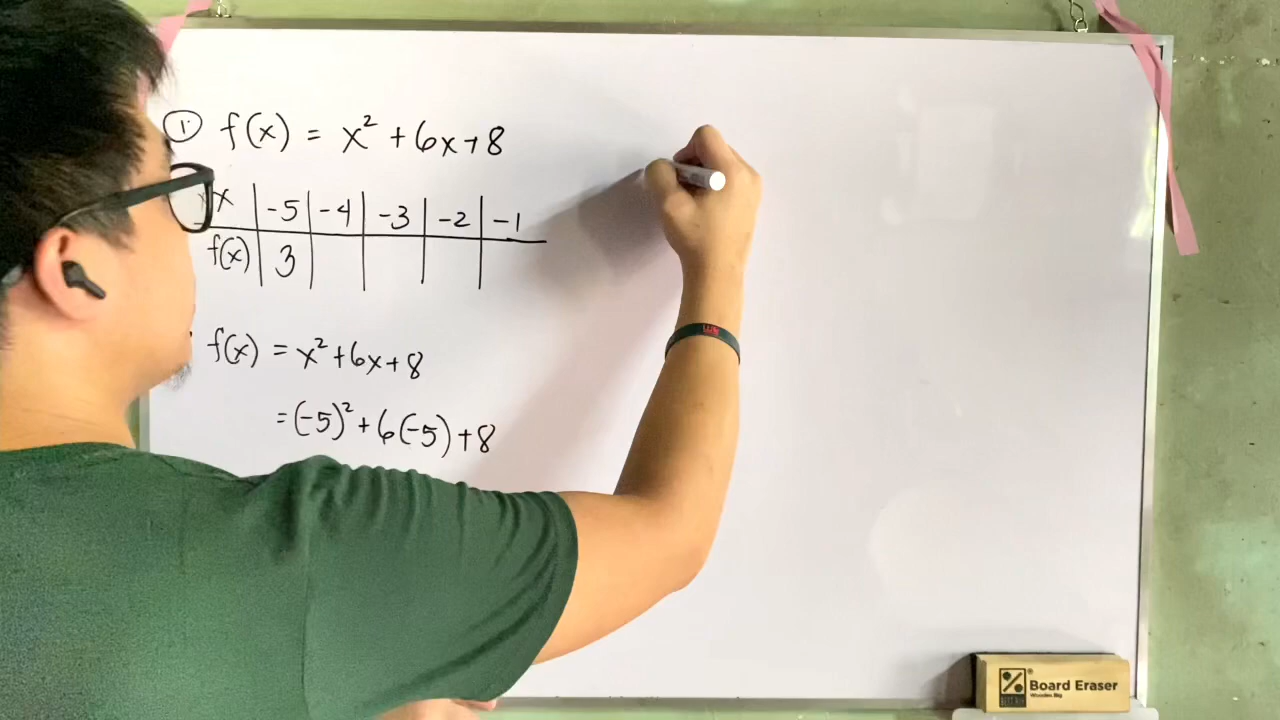 ① f(x) = x² + 6x + 8
x | -5 | -4 | -3 | -2 | -1
f(x) | 3
f(x) = x² + 6x + 8
= (-5)² + 6(-5) + 8
Board Eraser